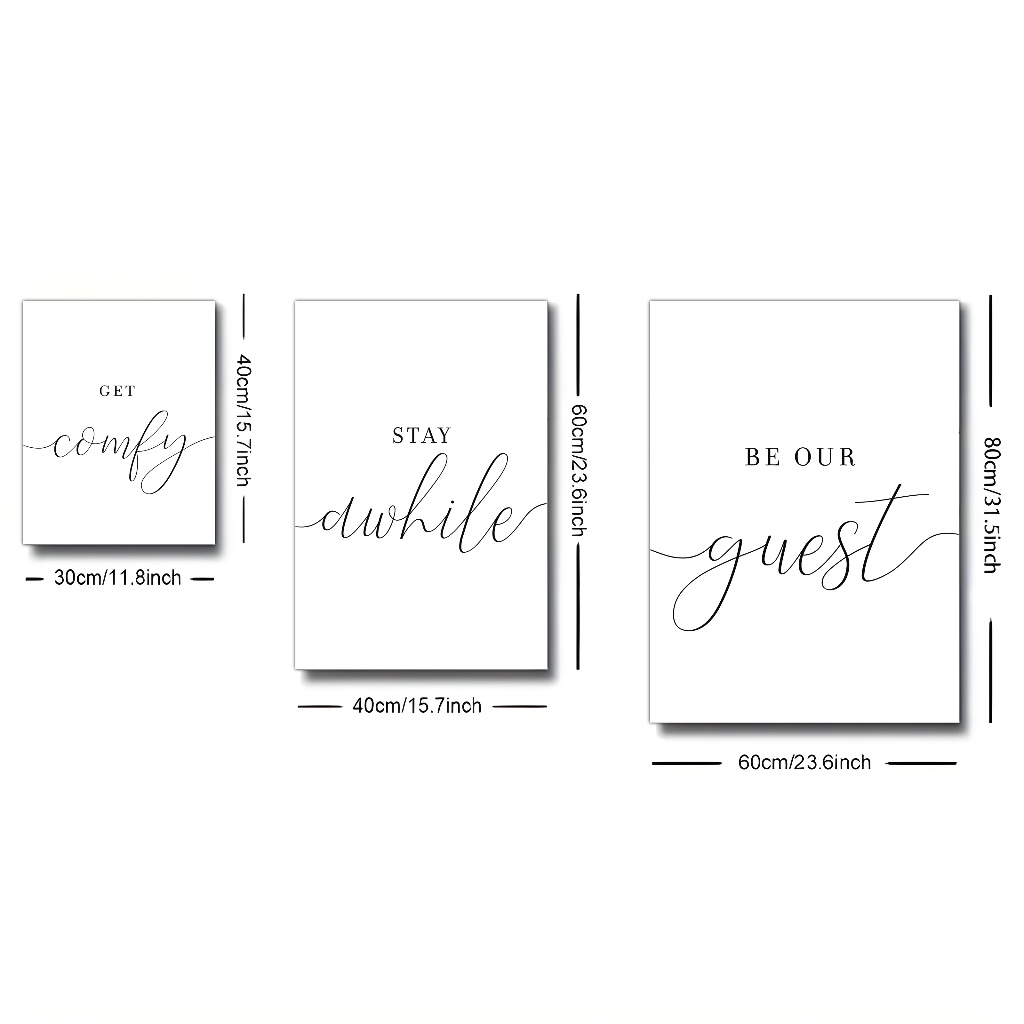 GET
comfy
40cm/15.7inch
30cm/11.8inch
STAY
awhile
60cm/23.6inch
40cm/15.7inch
BE OUR
guest
80cm/31.5inch
60cm/23.6inch